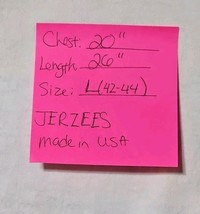 Chest: 20"
Length: 26"
Size: L(42-44)
JERZEES
made in USA